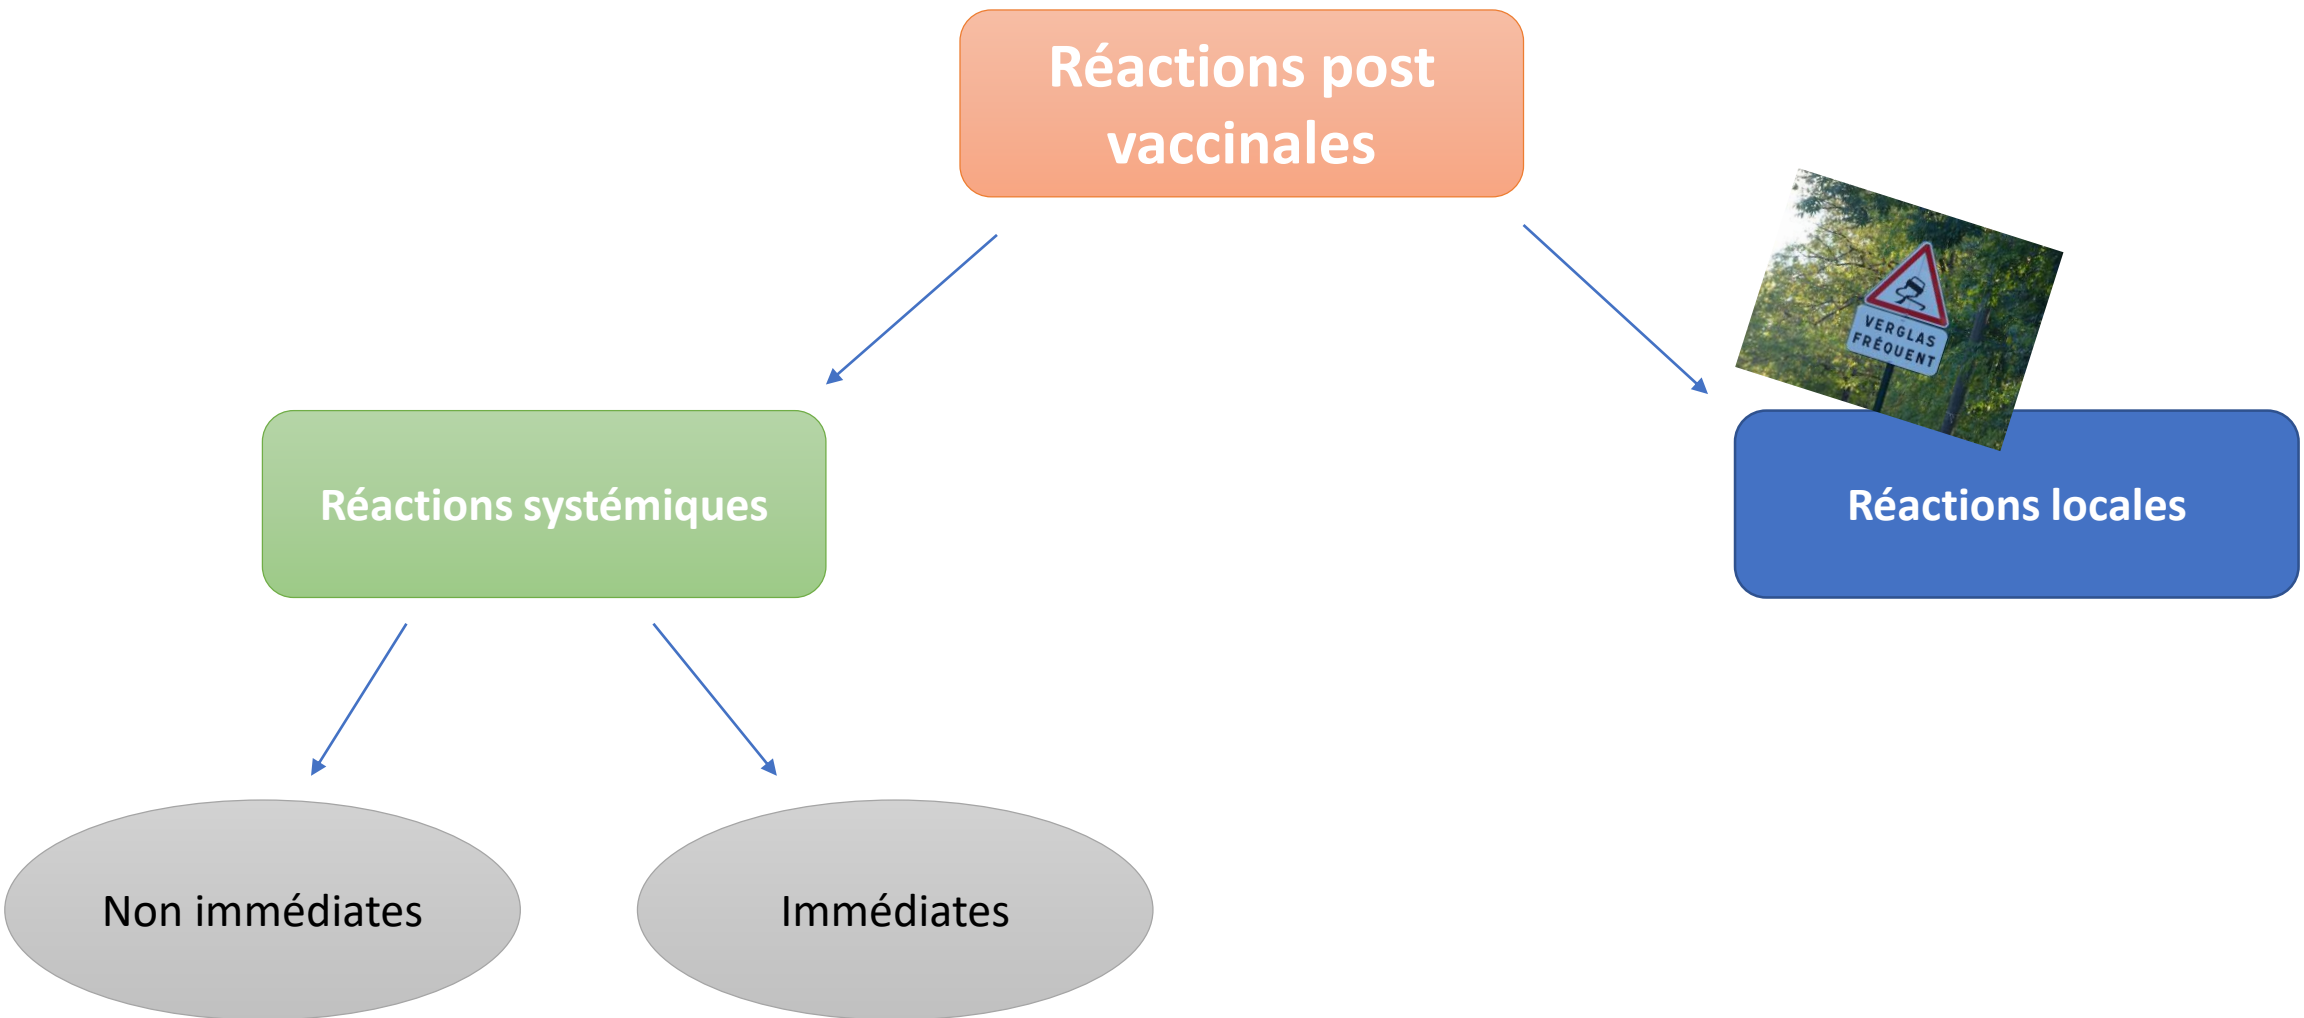 Réactions post
vaccinales
VERGLAS
FRÉQUENT
Réactions systémiques
Réactions locales
Non immédiates
Immédiates